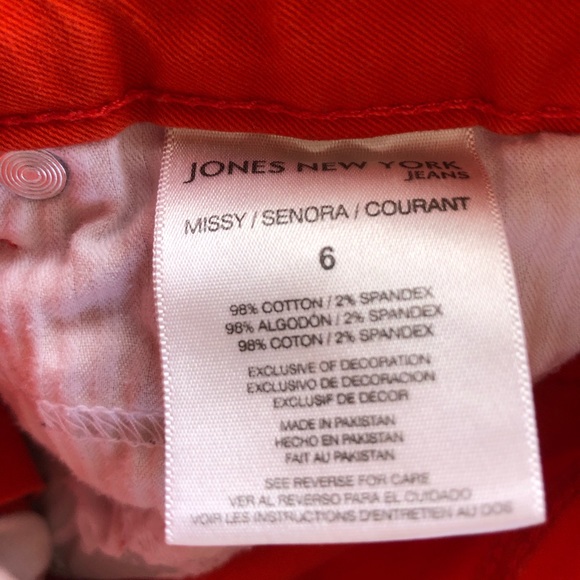 JONES NEW YORK
JEANS
MISSY / SENORA / COURANT
6
98% COTTON / 2% SPANDEX
98% ALGODÓN / 2% SPANDEX
98% COTON / 2% SPANDEX
EXCLUSIVE OF DECORATION
EXCLUSIVO DE DECORACION
EXCLUSIF DE DECOR
MADE IN PAKISTAN
HECHO EN PAKISTAN
FAIT AU PAKISTAN
SEE REVERSE FOR CARE
VER AL REVERSO PARA EL CUIDADO
VOIR LES INSTRUCTIONS D'ENTRETIEN AU DOS